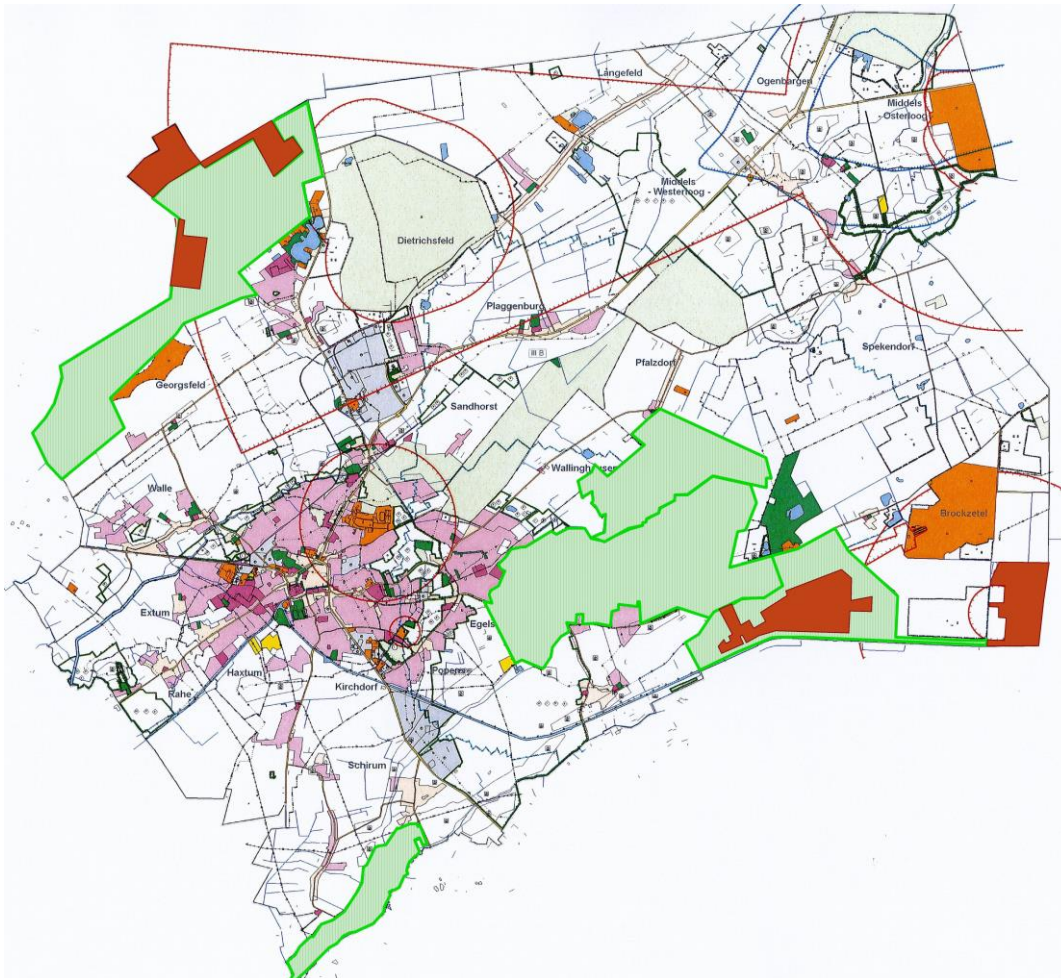 Langefeld
Ogenbargen
Middels
- Osterloog -
Middels
- Westerloog -
Dietrichsfeld
Plaggenburg
III B
Pfalzdorf
Spekendorf
Georgsfeld
Sandhorst
Wallinghausen
Walle
Brockzetel
Extum
Egels
Rahe
Haxtum
Kirchdorf
Popens
Schirum